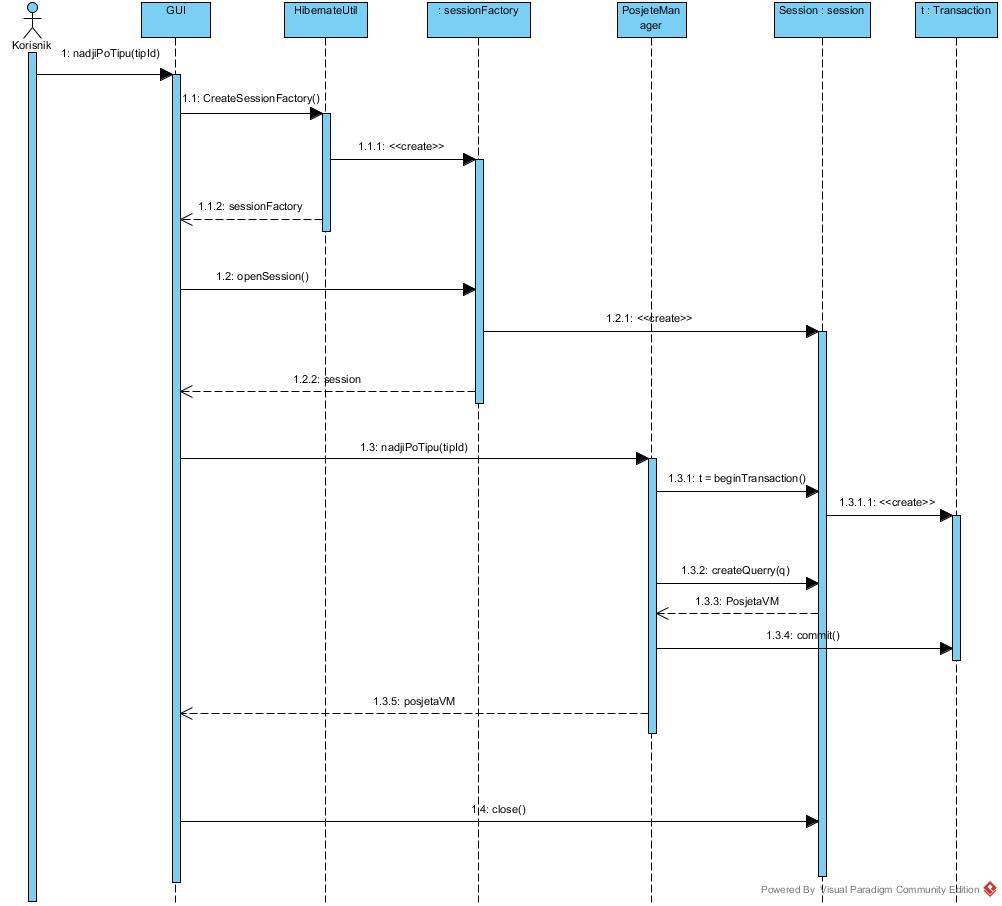 GUI
HibernateUtil
: sessionFactory
PosjeteMan
ager
Session : session
t : Transaction
Korisnik
1: nadjiPoTipu(tipId)
1.1: CreateSessionFactory()
1.1.1: <<create>>
1.1.2: sessionFactory
1.2: openSession()
1.2.1: <<create>>
1.2.2: session
1.3: nadjiPoTipu(tipId)
1.3.1: t = beginTransaction()
1.3.1.1: <<create>>
1.3.2: createQuerry(q)
1.3.3: PosjetaVM
1.3.4: commit()
1.3.5: posjetaVM
1.4: close()
Powered By Visual Paradigm Community Edition